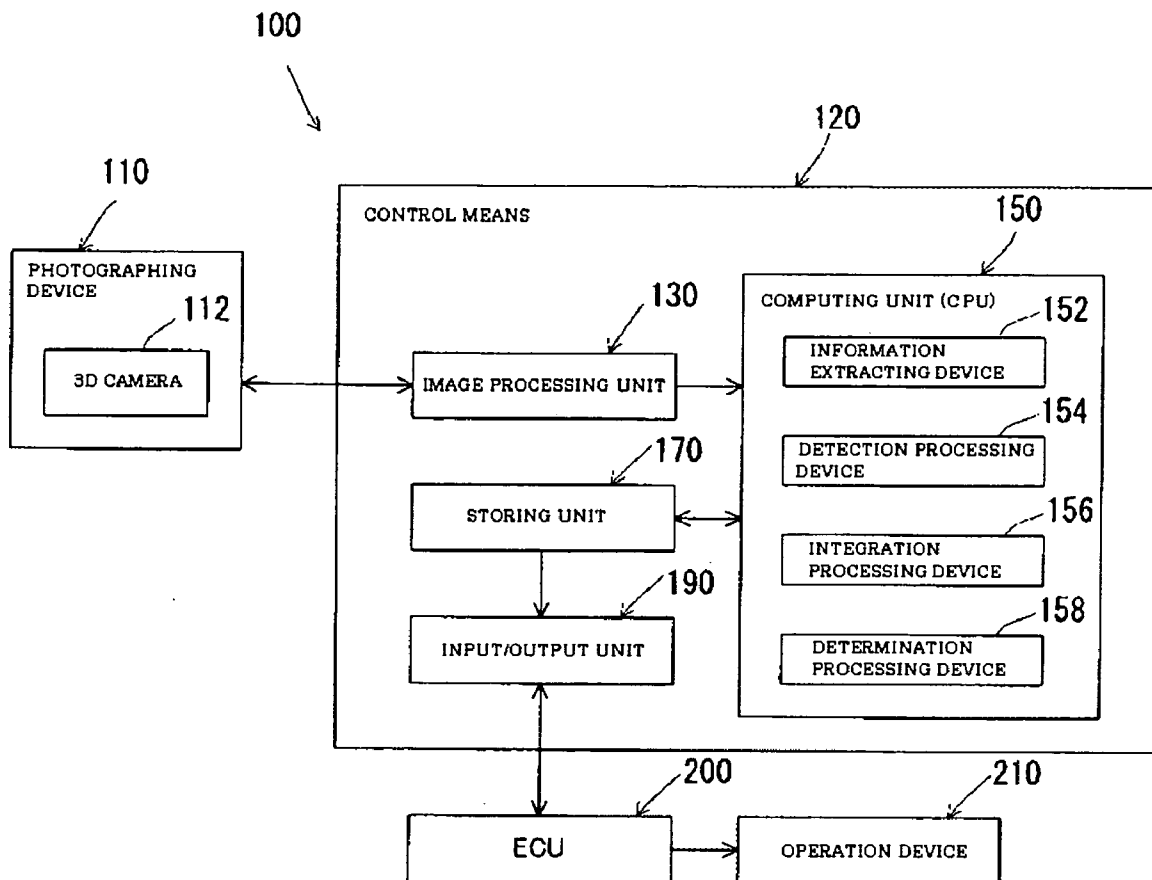 100
120
110
CONTROL MEANS
150
PHOTOGRAPHING
DEVICE
112
3D CAMERA
130
IMAGE PROCESSING UNIT
COMPUTING UNIT (CPU)
152
INFORMATION
EXTRACTING DEVICE
154
DETECTION PROCESSING
DEVICE
170
STORING UNIT
156
INTEGRATION
PROCESSING DEVICE
190
INPUT/OUTPUT UNIT
158
DETERMINATION
PROCESSING DEVICE
200
ECU
210
OPERATION DEVICE